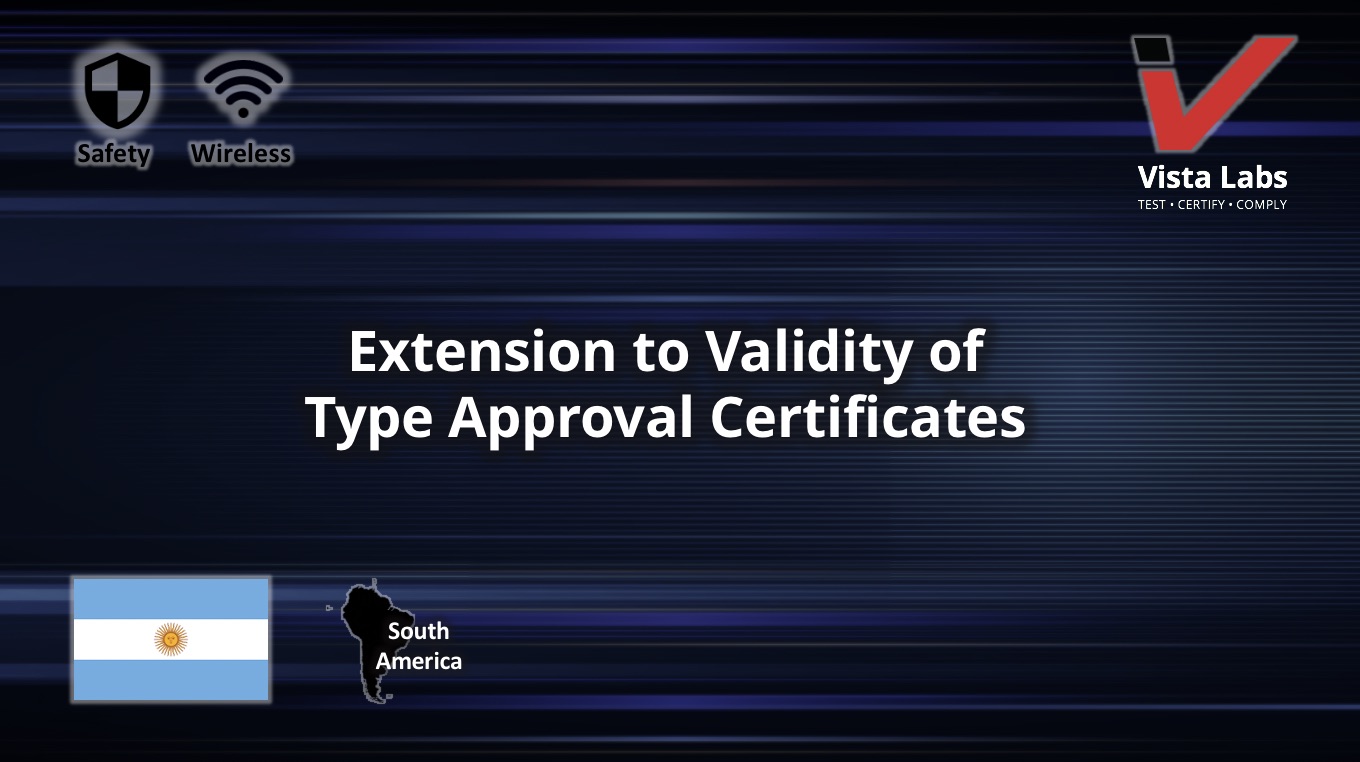 Safety
Wireless
Vista Labs
TEST • CERTIFY • COMPLY
Extension to Validity of
Type Approval Certificates
South
America